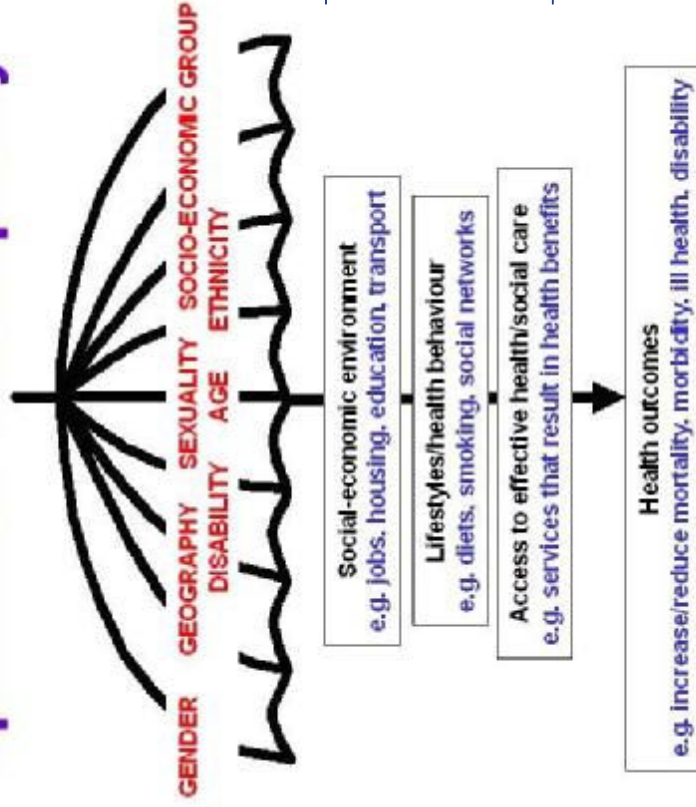 GENDER GEOGRAPHY SEXUALITY SOCIO-ECONOMIC GROUP
DISABILITY AGE ETHNICITY
Social-economic environment
e.g. jobs, housing, education, transport
Lifestyles/health behaviour
e.g. diets, smoking, social networks
Access to effective health/social care
e.g. services that result in health benefits
Health outcomes
e.g. increase/reduce mortality, morbidity, ill health, disability